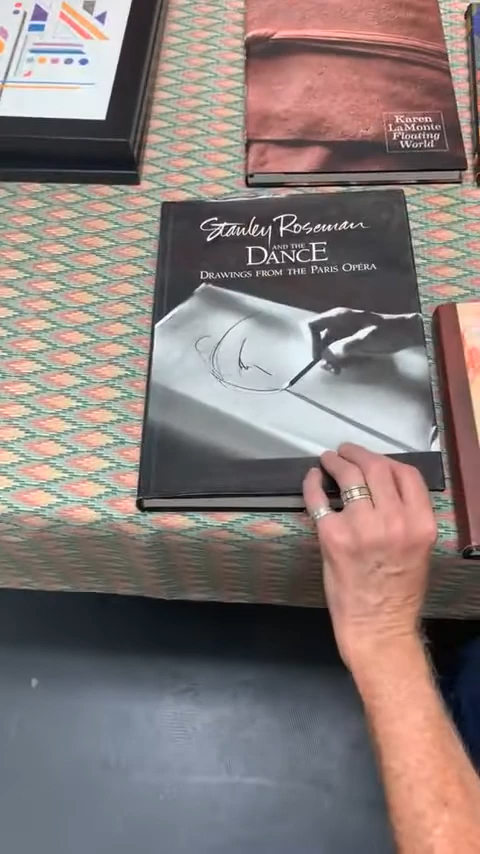 Karen
LaMonte
Floating
World
Stanley Roseman
AND THE
DANCE
DRAWINGS FROM THE PARIS OPÉRA